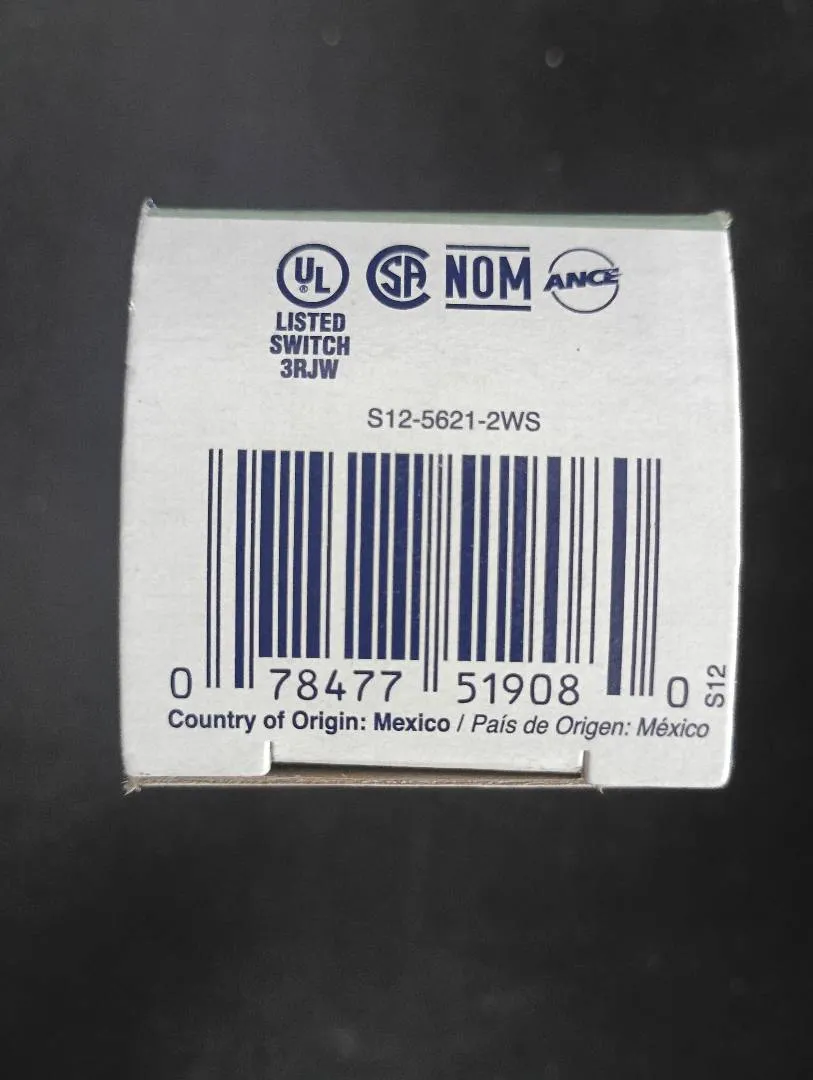 UL ® SA NOM ANCE
LISTED
SWITCH
3RJW
S12-5621-2WS
0 78477 51908 0
S12
Country of Origin: Mexico / País de Origen: México